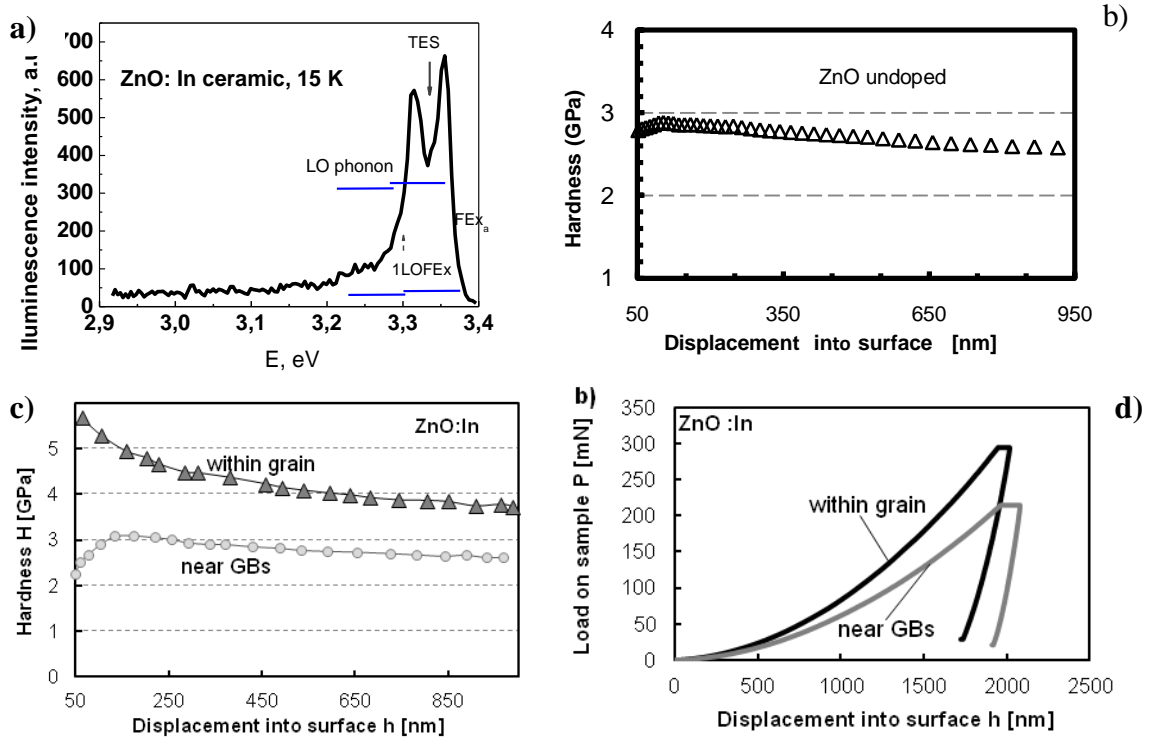 a)
Iluminescence intensity, a.
700
600
500
400
300
200
100
0
ZnO: In ceramic, 15 K
TES
LO phonon
FExa
1LOFEx
2,9 3,0 3,1 3,2 3,3 3,4
E, eV
b)
Hardness (GPa)
4
3
2
1
ZnO undoped
50 350 650 950
Displacement into surface [nm]
c)
Hardness H [GPa]
5
4
3
2
1
0
ZnO:In
within grain
near GBs
50 250 450 650 850
Displacement into surface h [nm]
b)
d)
Load on sample P [mN]
350
300
250
200
150
100
50
0
ZnO :In
within grain
near GBs
0 500 1000 1500 2000 2500
Displacement into surface h [nm]